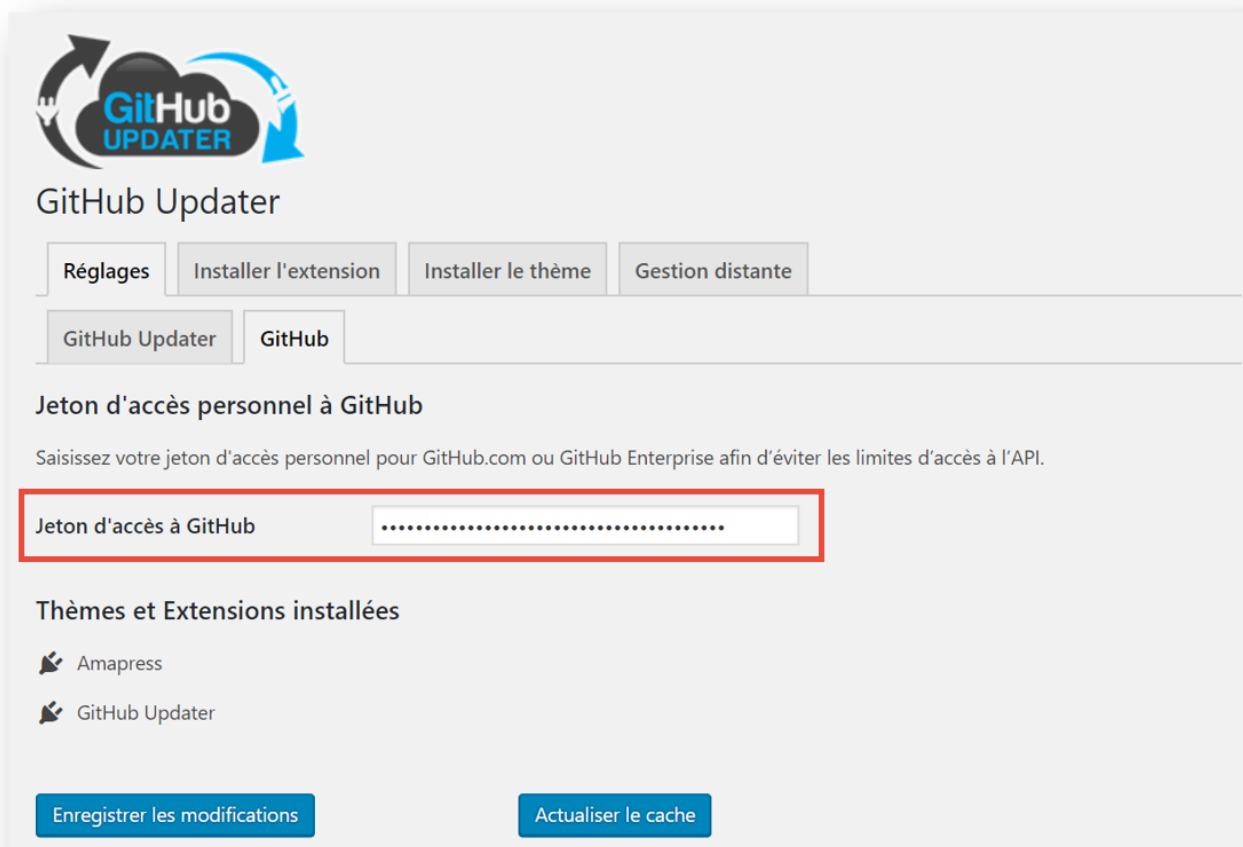 GitHub
UPDATER
GitHub Updater
Réglages Installer l'extension Installer le thème Gestion distante
GitHub Updater GitHub
Jeton d'accès personnel à GitHub
Saisissez votre jeton d'accès personnel pour GitHub.com ou GitHub Enterprise afin d’éviter les limites d’accès à l’API.
Jeton d'accès à GitHub ••••••••••••••••••••••••••••••••••••••••
Thèmes et Extensions installées
Amapress
GitHub Updater
Enregistrer les modifications Actualiser le cache